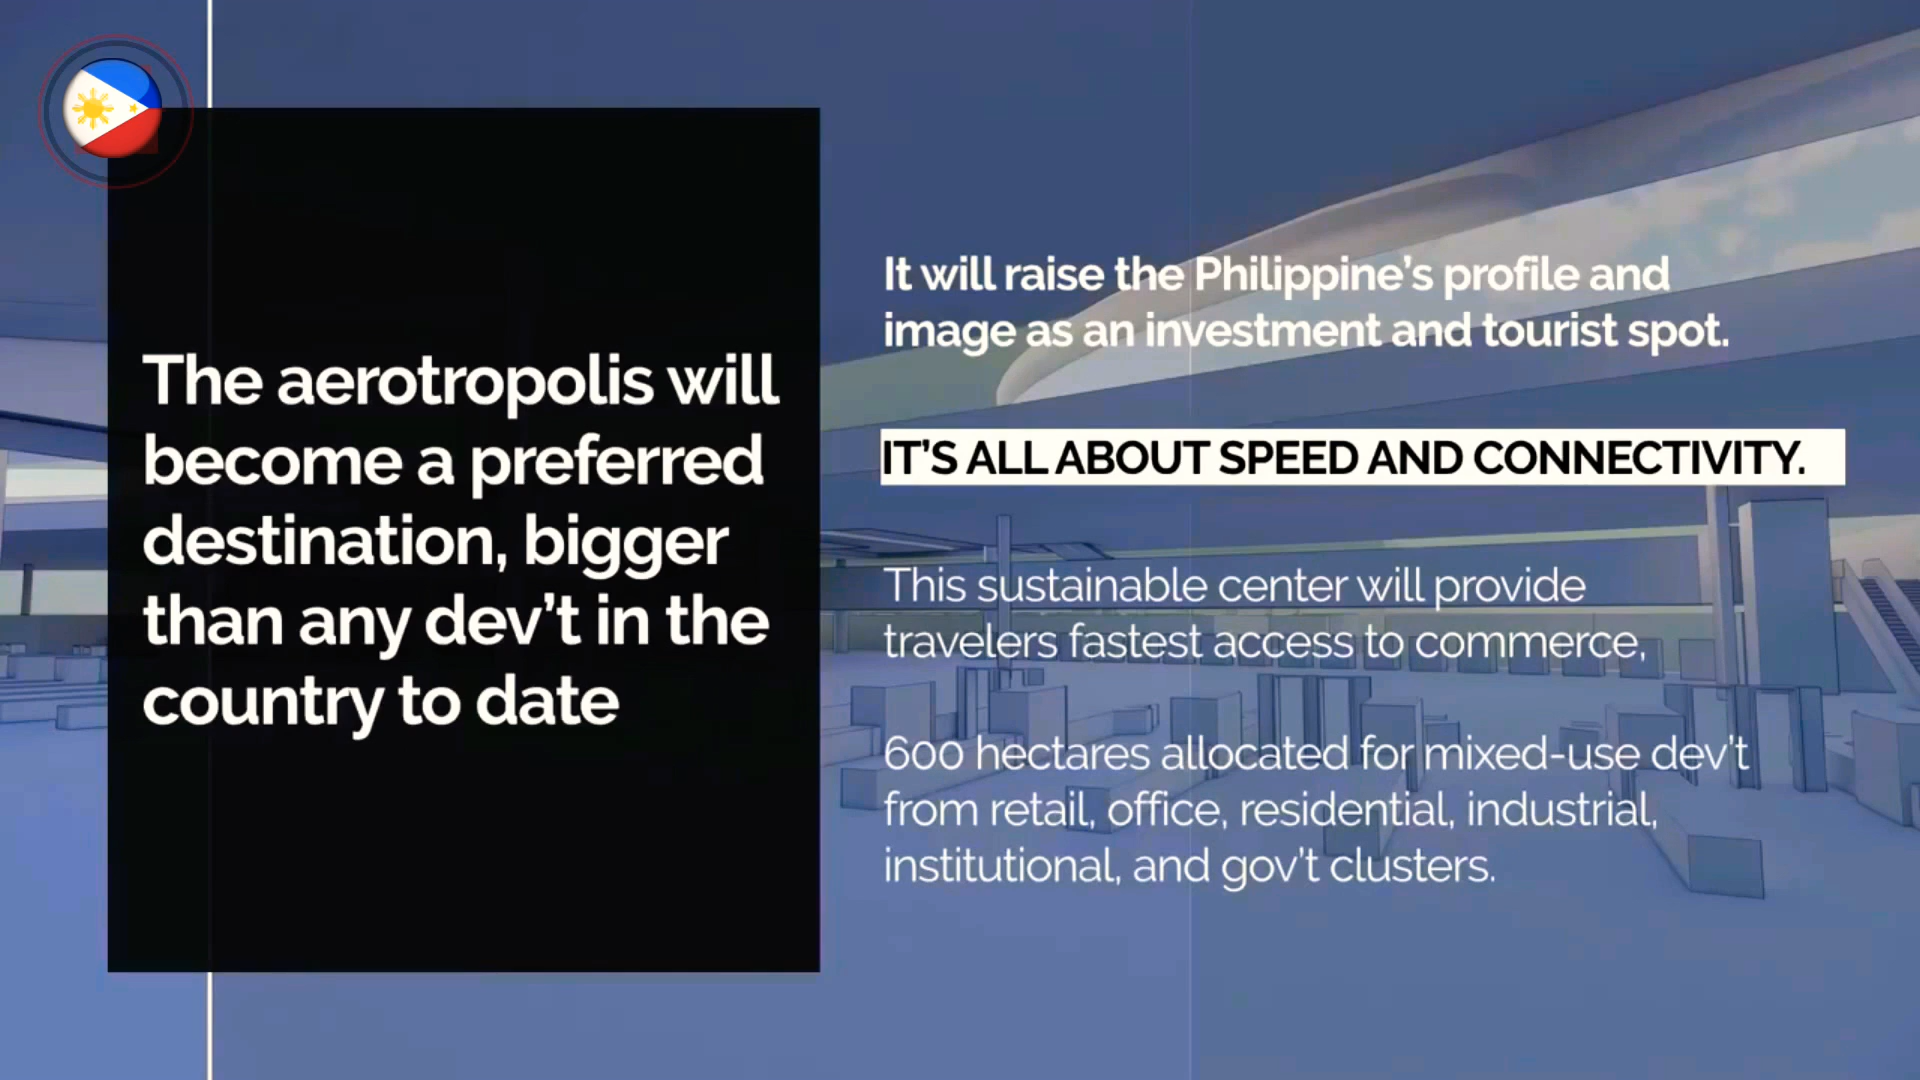 The aerotropolis will
become a preferred
destination, bigger
than any dev’t in the
country to date
It will raise the Philippine’s profile and
image as an investment and tourist spot.
IT’S ALL ABOUT SPEED AND CONNECTIVITY.
This sustainable center will provide
travelers fastest access to commerce,
600 hectares allocated for mixed-use dev’t
from retail, office, residential, industrial,
institutional, and gov’t clusters.